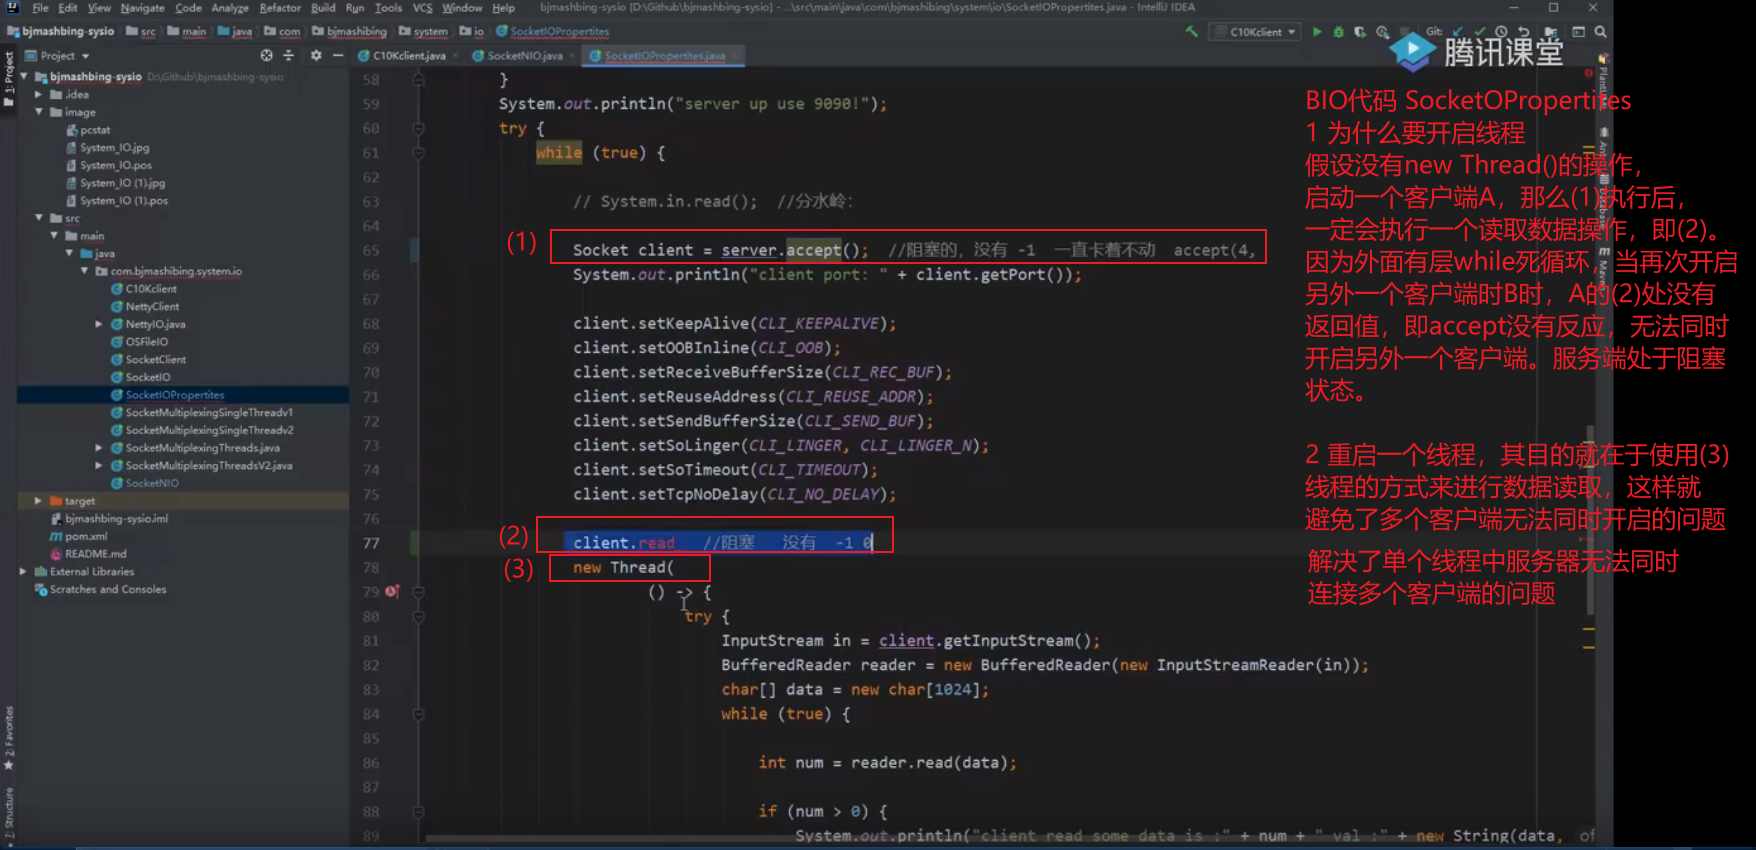 File Edit View Navigate Code Analyze Refactor Build Run Tools VCS Window Help bjmashbing-sysio [D:\Github\bjmashbing-sysio] - ...\src\main\java\com\bjmashibing\system\io\SocketIOPropertites.java - IntelliJ IDEA
bjmashbing-sysio src main java com bjmashibing system io SocketIOPropertites
C10Kclient Git:
腾讯课堂
Project
C10Kclient.java SocketNIO.java SocketIOPropertites.java
1: Project
bjmashbing-sysio D:\Github\bjmashbing-sysio
.idea
image
pcstat
System_IO.jpg
System_IO.pos
System_IO (1).jpg
System_IO (1).pos
src
main
java
com.bjmashibing.system.io
C10Kclient
NettyClient
NettyIO.java
OSFileIO
SocketClient
SocketIO
SocketIOPropertites
SocketMultiplexingSingleThreadv1
SocketMultiplexingSingleThreadv2
SocketMultiplexingThreads.java
SocketMultiplexingThreadsV2.java
SocketNIO
target
bjmashbing-sysio.iml
pom.xml
README.md
External Libraries
Scratches and Consoles
2: Favorites
Z: Structure
58 }
59 System.out.println("server up use 9090!");
60 try {
61 while (true) {
62
63 // System.in.read(); //分水岭:
64
(1)
65 Socket client = server.accept(); //阻塞的，没有 -1 一直卡着不动 accept(4,
66 System.out.println("client port: " + client.getPort());
67
68 client.setKeepAlive(CLI_KEEPALIVE);
69 client.setOOBInline(CLI_OOB);
70 client.setReceiveBufferSize(CLI_REC_BUF);
71 client.setReuseAddress(CLI_REUSE_ADDR);
72 client.setSendBufferSize(CLI_SEND_BUF);
73 client.setSoLinger(CLI_LINGER, CLI_LINGER_N);
74 client.setSoTimeout(CLI_TIMEOUT);
75 client.setTcpNoDelay(CLI_NO_DELAY);
76
(2)
77 client.read //阻塞 没有 -1 0
(3)
78 new Thread(
79 () -> {
80 try {
81 InputStream in = client.getInputStream();
82 BufferedReader reader = new BufferedReader(new InputStreamReader(in));
83 char[] data = new char[1024];
84 while (true) {
85
86 int num = reader.read(data);
87
88 if (num > 0) {
89 System.out.println("client read some data is :" + num + " val :" + new String(data, of
BIO代码 SocketOPropertites
1 为什么要开启线程
假设没有new Thread()的操作，
启动一个客户端A，那么(1)执行后，
一定会执行一个读取数据操作，即(2)。
因为外面有层while死循环，当再次开启
另外一个客户端时B时，A的(2)处没有
返回值，即accept没有反应，无法同时
开启另外一个客户端。服务端处于阻塞
状态。
2 重启一个线程，其目的就在于使用(3)
线程的方式来进行数据读取，这样就
避免了多个客户端无法同时开启的问题
解决了单个线程中服务器无法同时
连接多个客户端的问题